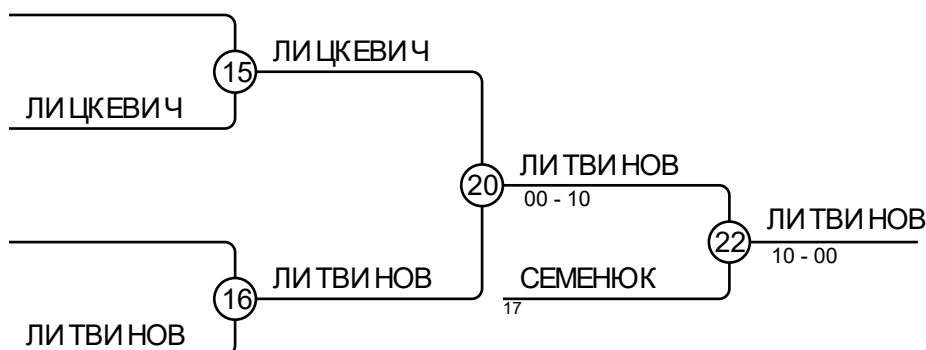 ЛИЦКЕВИЧ
15
ЛИЦКЕВИЧ
ЛИТВИНОВ
20
00 - 10
ЛИТВИНОВ
22
10 - 00
ЛИТВИНОВ
16
СЕМЕНЮК
17
ЛИТВИНОВ